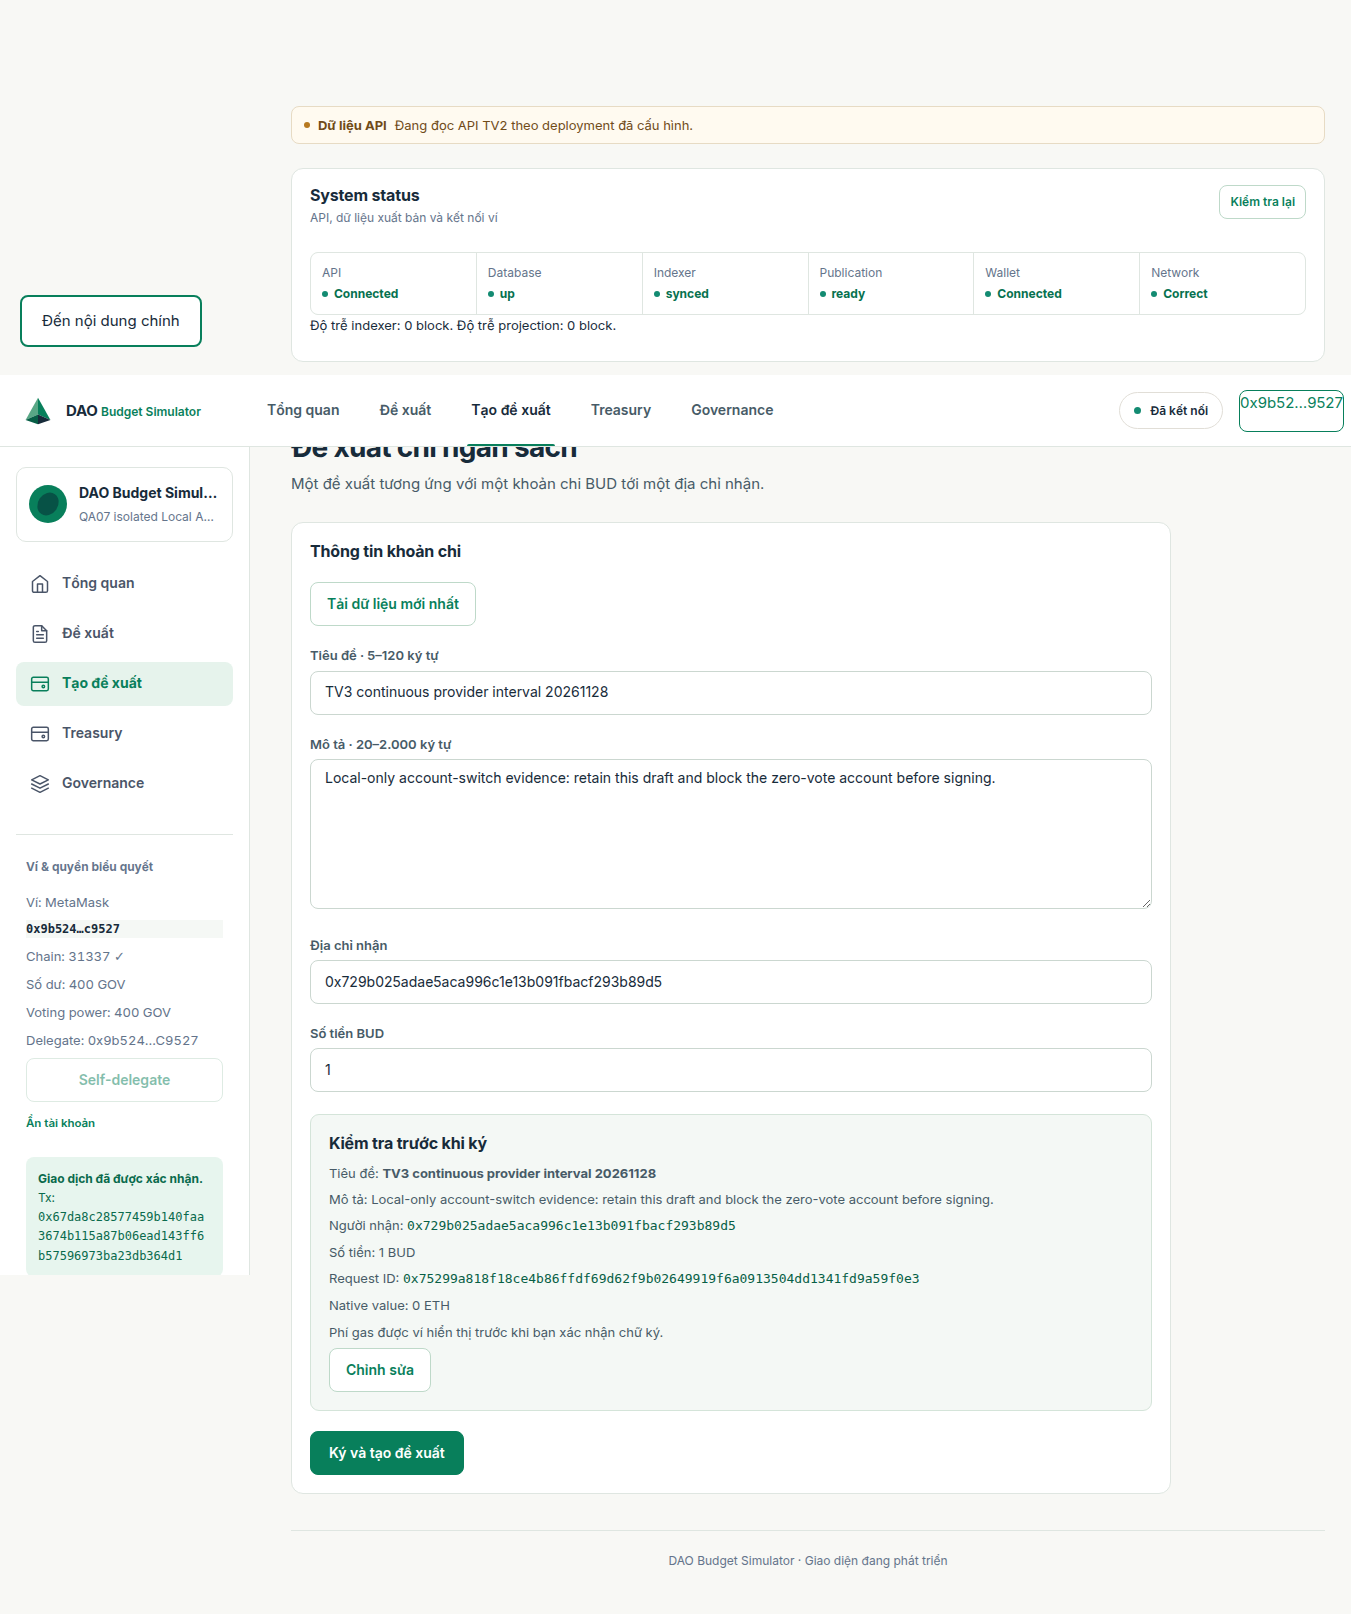 Dữ liệu API Đang đọc API TV2 theo deployment đã cấu hình.
System status
API, dữ liệu xuất bản và kết nối ví
Kiểm tra lại
API
Connected
Database
up
Indexer
synced
Publication
ready
Wallet
Connected
Network
Correct
Độ trễ indexer: 0 block. Độ trễ projection: 0 block.
Đến nội dung chính
DAO Budget Simulator
Tổng quan
Đề xuất
Tạo đề xuất
Treasury
Governance
Đã kết nối
0x9b52...9527
Đề xuất chi ngân sách
Một đề xuất tương ứng với một khoản chi BUD tới một địa chỉ nhận.
DAO Budget Simul...
QA07 isolated Local A...
Tổng quan
Đề xuất
Tạo đề xuất
Treasury
Governance
Ví & quyền biểu quyết
Ví: MetaMask
0x9b524…c9527
Chain: 31337 ✓
Số dư: 400 GOV
Voting power: 400 GOV
Delegate: 0x9b524...C9527
Self-delegate
Ẩn tài khoản
Giao dịch đã được xác nhận.
Tx:
0x67da8c28577459b140faa
3674b115a87b06ead143ff6
b57596973ba23db364d1
Thông tin khoản chi
Tải dữ liệu mới nhất
Tiêu đề · 5–120 ký tự
TV3 continuous provider interval 20261128
Mô tả · 20–2.000 ký tự
Local-only account-switch evidence: retain this draft and block the zero-vote account before signing.
Địa chỉ nhận
0x729b025adae5aca996c1e13b091fbacf293b89d5
Số tiền BUD
1
Kiểm tra trước khi ký
Tiêu đề: TV3 continuous provider interval 20261128
Mô tả: Local-only account-switch evidence: retain this draft and block the zero-vote account before signing.
Người nhận: 0x729b025adae5aca996c1e13b091fbacf293b89d5
Số tiền: 1 BUD
Request ID: 0x75299a818f18ce4b86ffdf69d62f9b02649919f6a0913504dd1341fd9a59f0e3
Native value: 0 ETH
Phí gas được ví hiển thị trước khi bạn xác nhận chữ ký.
Chỉnh sửa
Ký và tạo đề xuất
DAO Budget Simulator · Giao diện đang phát triển